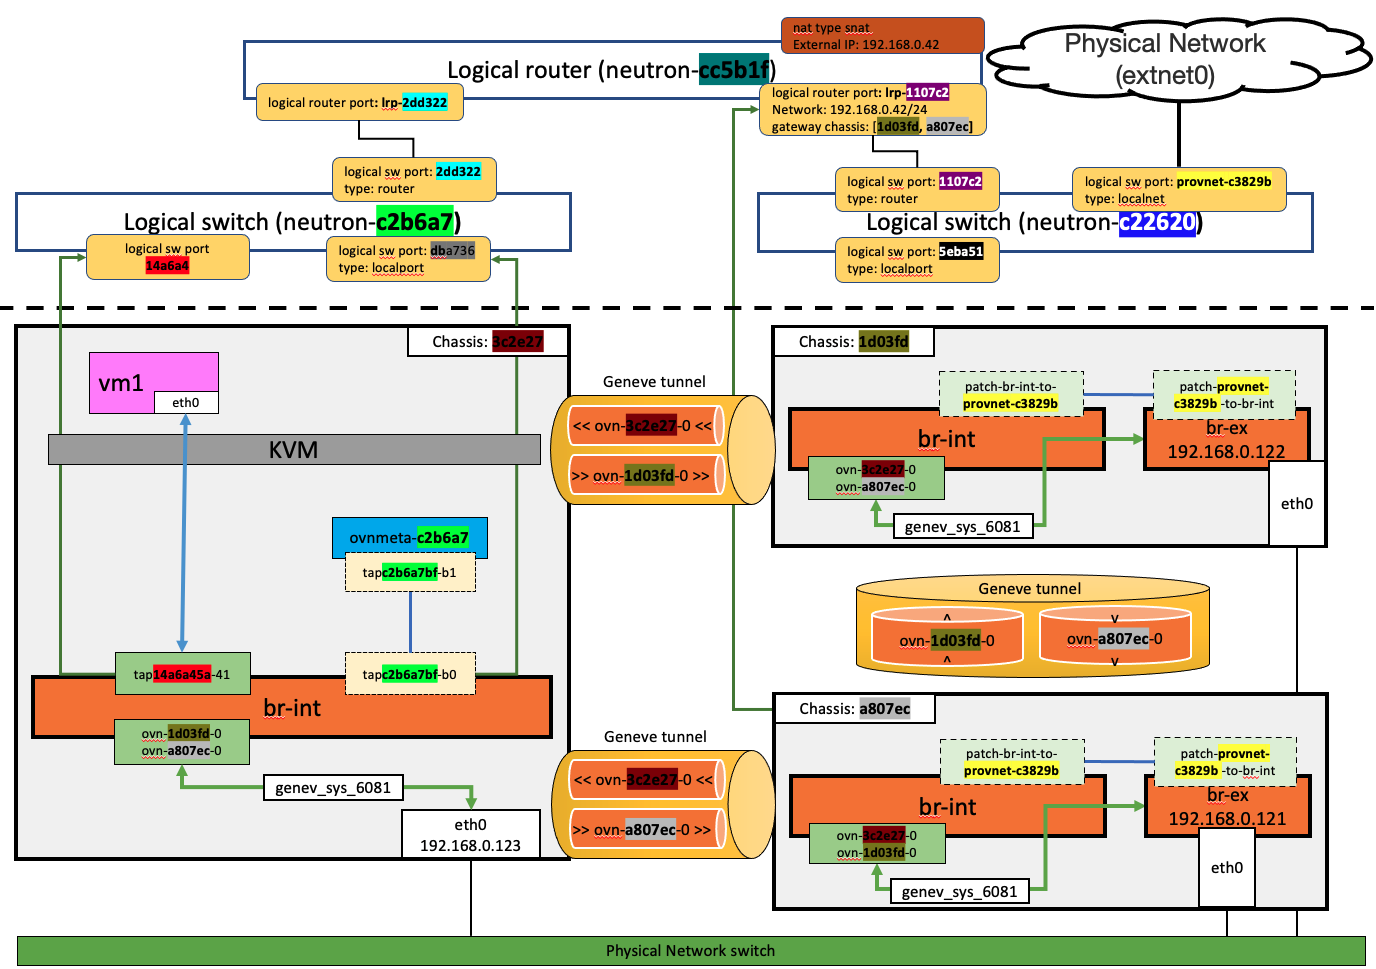 nat type snat
External IP: 192.168.0.42
Physical Network
(extnet0)
Logical router (neutron-cc5b1f)
logical router port: lrp-2dd322
logical router port: lrp-1107c2
Network: 192.168.0.42/24
gateway chassis: [1d03fd, a807ec]
logical sw port: 2dd322
type: router
logical sw port: 1107c2
type: router
logical sw port: provnet-c3829b
type: localnet
Logical switch (neutron-c2b6a7)
Logical switch (neutron-c22620)
logical sw port
14a6a4
logical sw port: dba736
type: localport
logical sw port: 5eba51
type: localport
Chassis: 3c2e27
Chassis: 1d03fd
vm1
eth0
KVM
Geneve tunnel
<< ovn-3c2e27-0 <<
>> ovn-1d03fd-0 >>
patch-br-int-to-
provnet-c3829b
patch-provnet-
c3829b -to-br-int
br-int
br-ex
192.168.0.122
ovn-3c2e27-0
ovn-a807ec-0
genev_sys_6081
eth0
ovnmeta-c2b6a7
tapc2b6a7bf-b1
Geneve tunnel
^
ovn-1d03fd-0
^
v
ovn-a807ec-0
v
tap14a6a45a-41
tapc2b6a7bf-b0
br-int
ovn-1d03fd-0
ovn-a807ec-0
genev_sys_6081
eth0
192.168.0.123
Geneve tunnel
<< ovn-3c2e27-0 <<
>> ovn-a807ec-0 >>
Chassis: a807ec
patch-br-int-to-
provnet-c3829b
patch-provnet-
c3829b -to-br-int
br-int
br-ex
192.168.0.121
ovn-3c2e27-0
ovn-1d03fd-0
genev_sys_6081
eth0
Physical Network switch